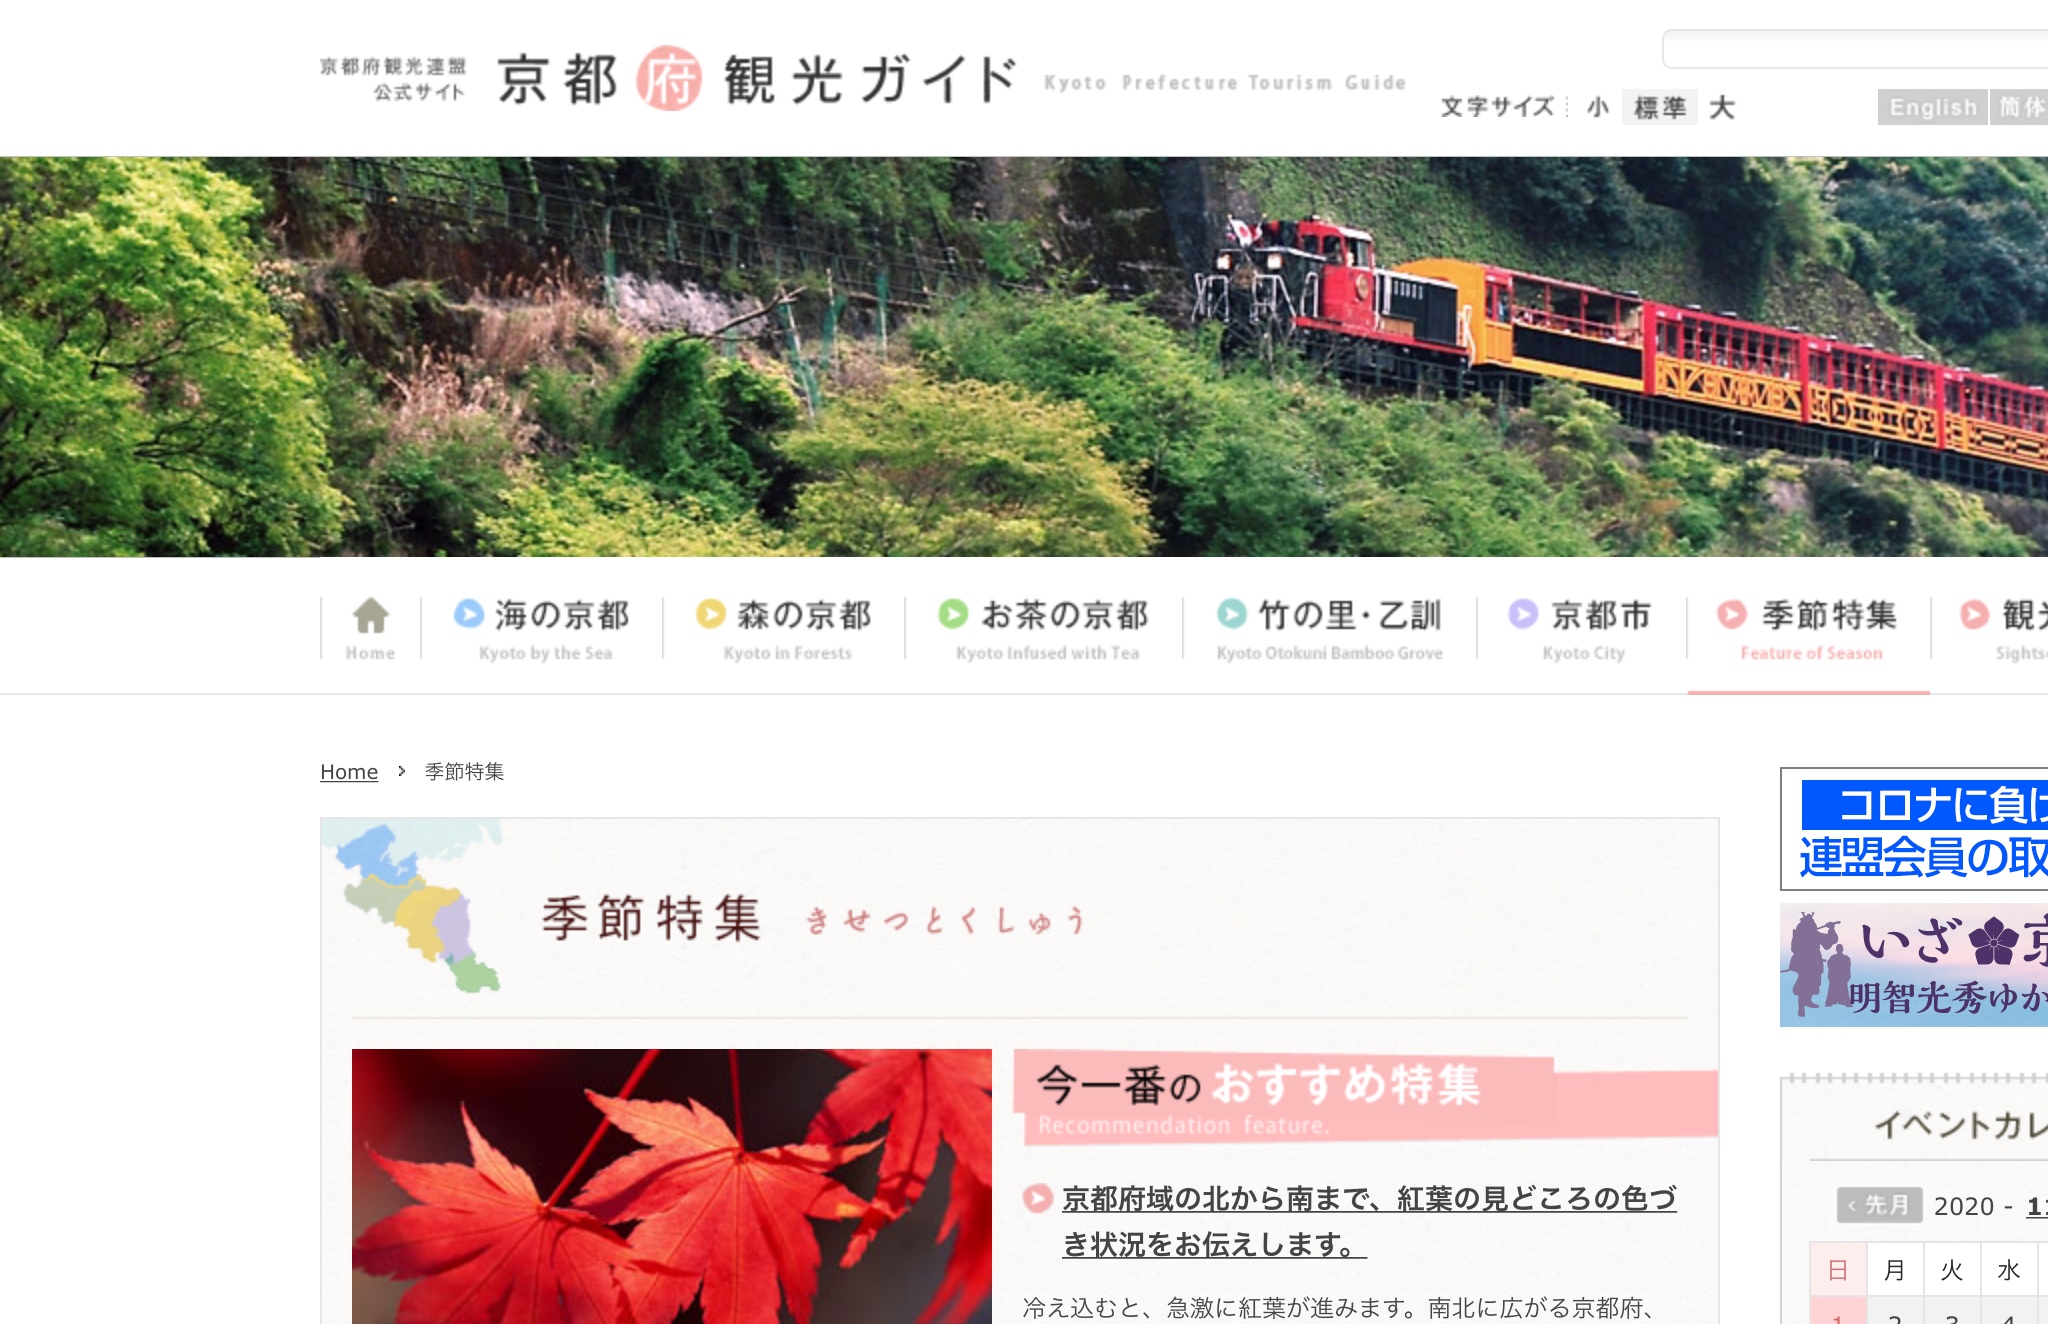 京都府観光連盟
公式サイト
京都府観光ガイド
Kyoto Prefecture Tourism Guide
文字サイズ 小 標準 大
English 簡体
Home
海の京都
Kyoto by the Sea
森の京都
Kyoto in Forests
お茶の京都
Kyoto Infused with Tea
竹の里・乙訓
Kyoto Otokuni Bamboo Grove
京都市
Kyoto City
季節特集
Feature of Season
観
Home 季節特集
季節特集 きせつとくしゅう
今一番のおすすめ特集
Recommendation feature.
京都府域の北から南まで、紅葉の見どころの色づ
き状況をお伝えします。
冷え込むと、急激に紅葉が進みます。南北に広がる京都府、
コロナに負け
連盟会員の取
いざ京
明智光秀ゆか
イベントカレ
‹ 先月 2020 -
日 月 火 水
1 2 3 4